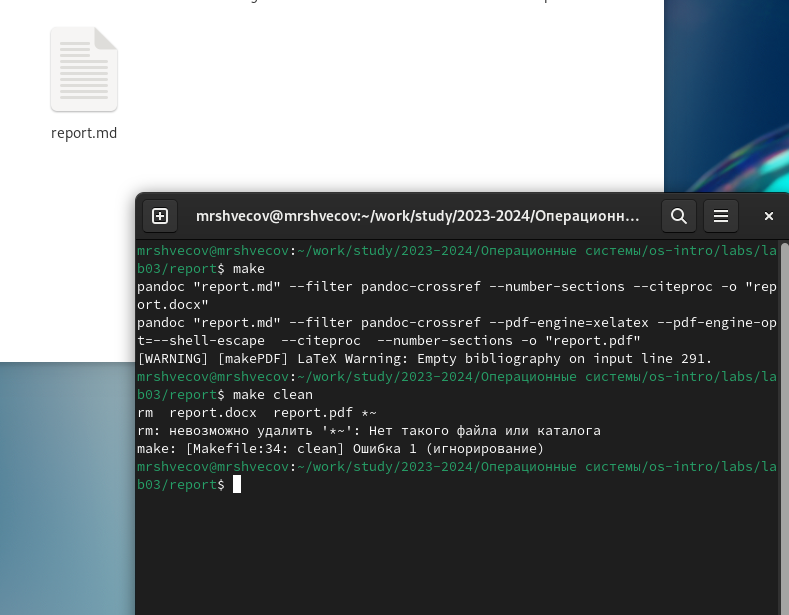 report.md
mrshvecov@mrshvecov:~/work/study/2023-2024/Операционн...
mrshvecov@mrshvecov:~/work/study/2023-2024/Операционные системы/os-intro/labs/la
b03/report$ make
pandoc "report.md" --filter pandoc-crossref --number-sections --citeproc -o "rep
ort.docx"
pandoc "report.md" --filter pandoc-crossref --pdf-engine=xelatex --pdf-engine-op
t=--shell-escape  --citeproc  --number-sections -o "report.pdf"
[WARNING] [makePDF] LaTeX Warning: Empty bibliography on input line 291.
mrshvecov@mrshvecov:~/work/study/2023-2024/Операционные системы/os-intro/labs/la
b03/report$ make clean
rm  report.docx  report.pdf *~
rm: невозможно удалить '*~': Нет такого файла или каталога
make: [Makefile:34: clean] Ошибка 1 (игнорирование)
mrshvecov@mrshvecov:~/work/study/2023-2024/Операционные системы/os-intro/labs/la
b03/report$